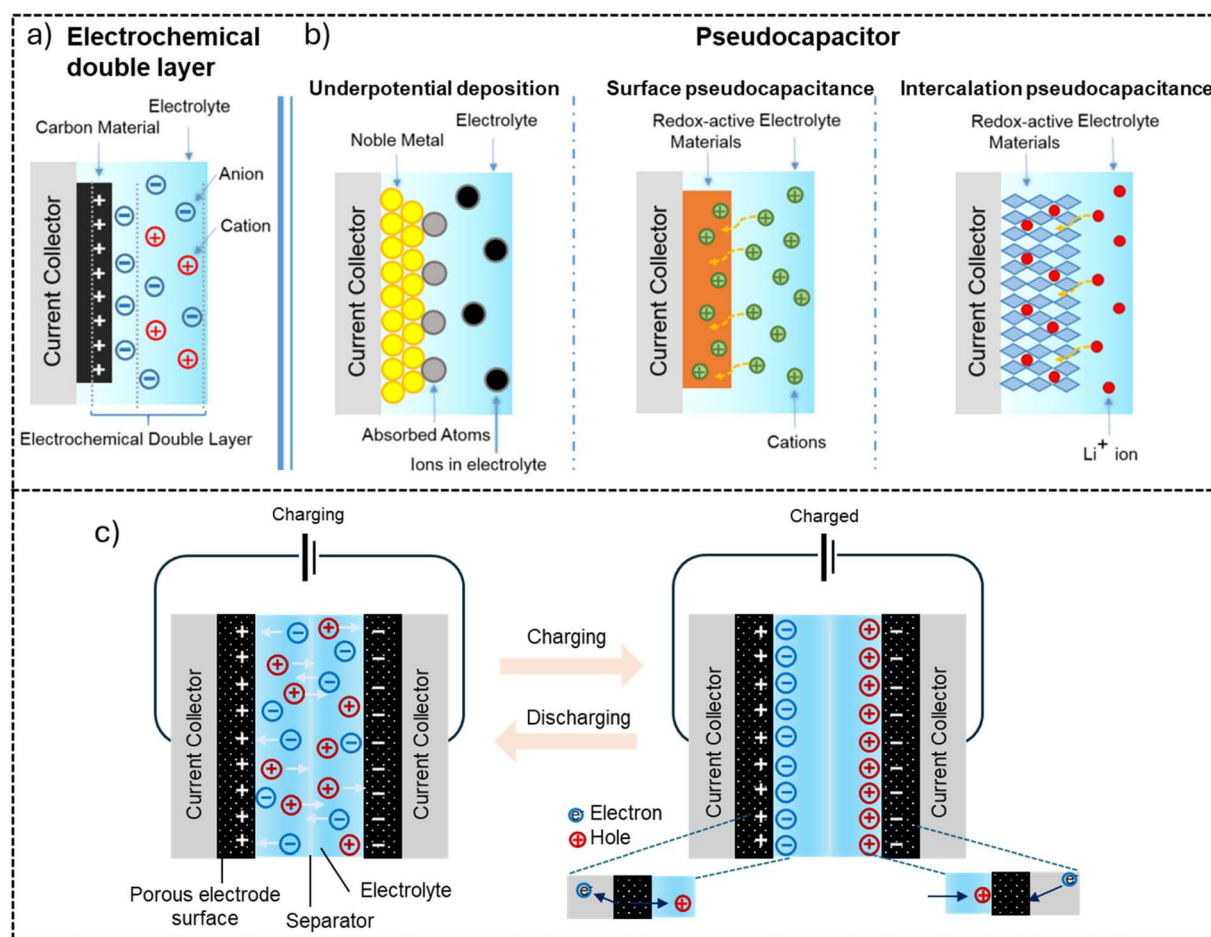 a) Electrochemical
double layer
Electrolyte
Carbon Material
Anion
Cation
Current Collector
+ + + + + + + +
Electrochemical Double Layer
b)
Pseudocapacitor
Underpotential deposition
Electrolyte
Noble Metal
Current Collector
Absorbed Atoms
Ions in electrolyte
Surface pseudocapacitance
Redox-active Electrolyte
Materials
Current Collector
Cations
Intercalation pseudocapacitance
Redox-active Electrolyte
Materials
Current Collector
Li+ ion
c)
Charging
Current Collector
Current Collector
Porous electrode
surface
Separator
Electrolyte
Charging
Discharging
Charged
Current Collector
Current Collector
e Electron
+ Hole
e
+
+
e